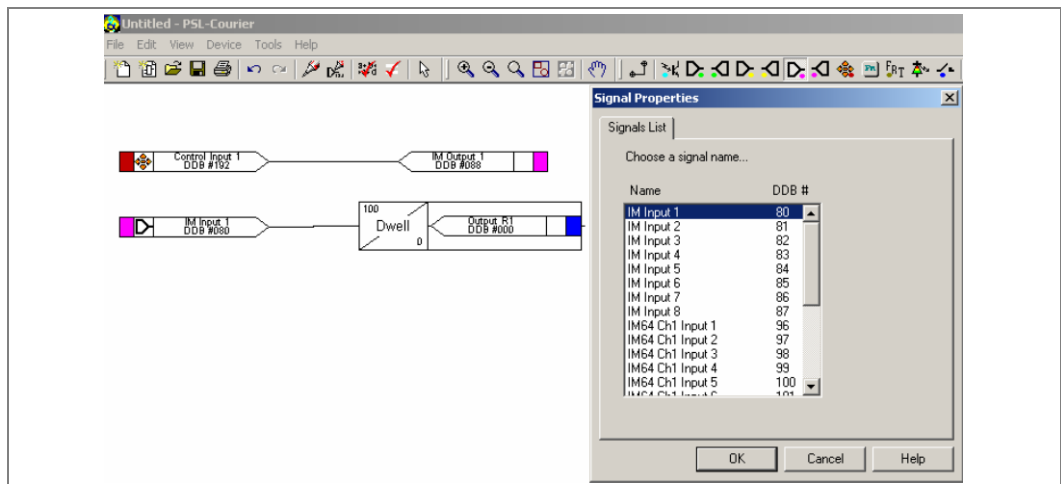 Untitled - PSL-Courier
File Edit View Device Tools Help
Control Input 1
DDB #192
IM Output 1
DDB #088
IM Input 1
DDB #080
100
Dwell
0
Output R1
DDB #000
Signal Properties
Signals List
Choose a signal name...
Name DDB #
IM Input 1 80
IM Input 2 81
IM Input 3 82
IM Input 4 83
IM Input 5 84
IM Input 6 85
IM Input 7 86
IM Input 8 87
IM64 Ch1 Input 1 96
IM64 Ch1 Input 2 97
IM64 Ch1 Input 3 98
IM64 Ch1 Input 4 99
IM64 Ch1 Input 5 100
OK Cancel Help